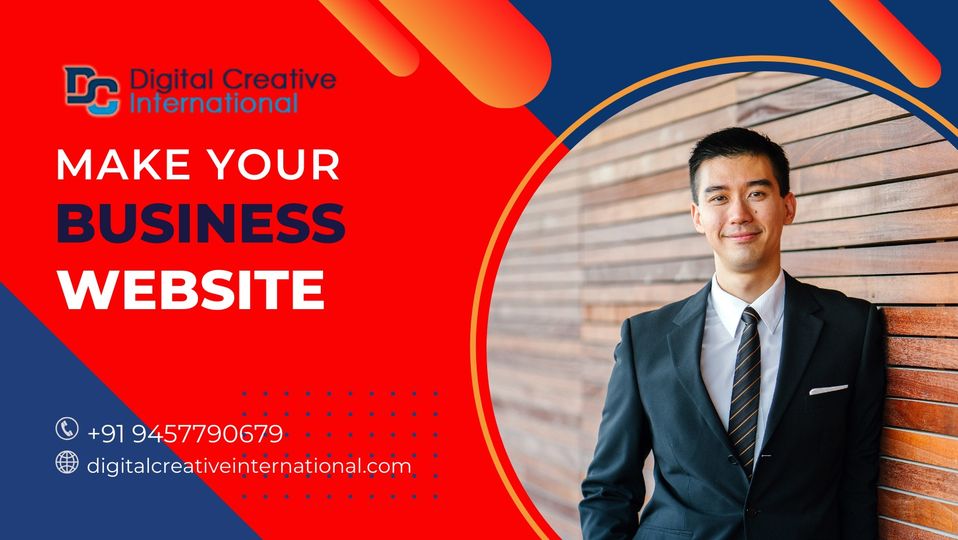 DC Digital Creative
International
MAKE YOUR
BUSINESS
WEBSITE
+91 9457790679
digitalcreativeinternational.com